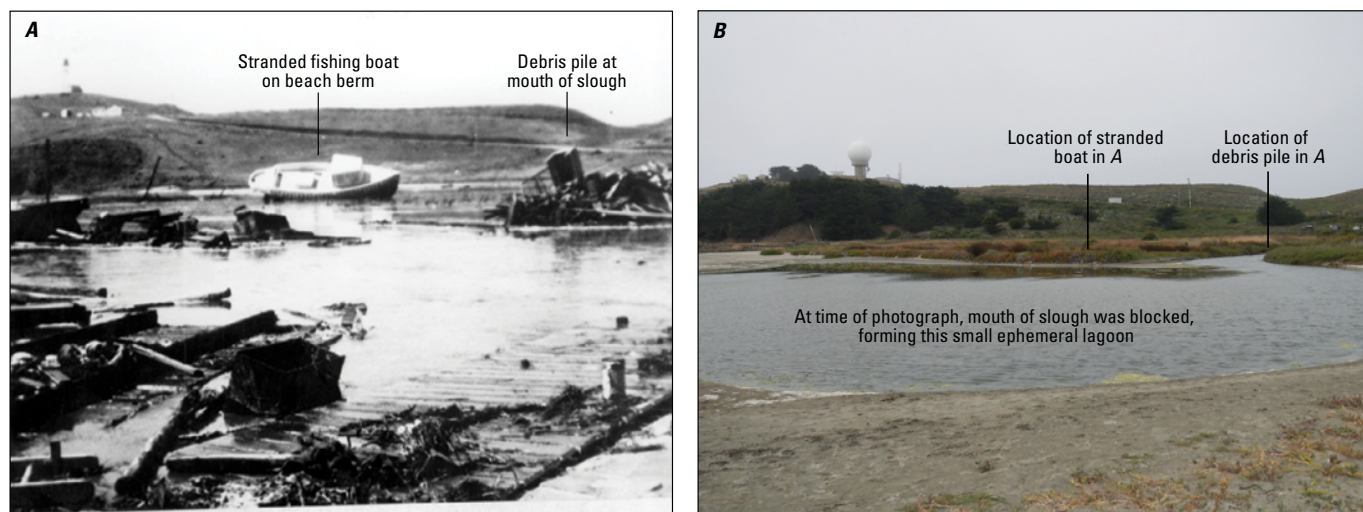 A
Stranded fishing boat
on beach berm
Debris pile at
mouth of slough
B
Location of stranded
boat in A
Location of
debris pile in A
At time of photograph, mouth of slough was blocked,
forming this small ephemeral lagoon